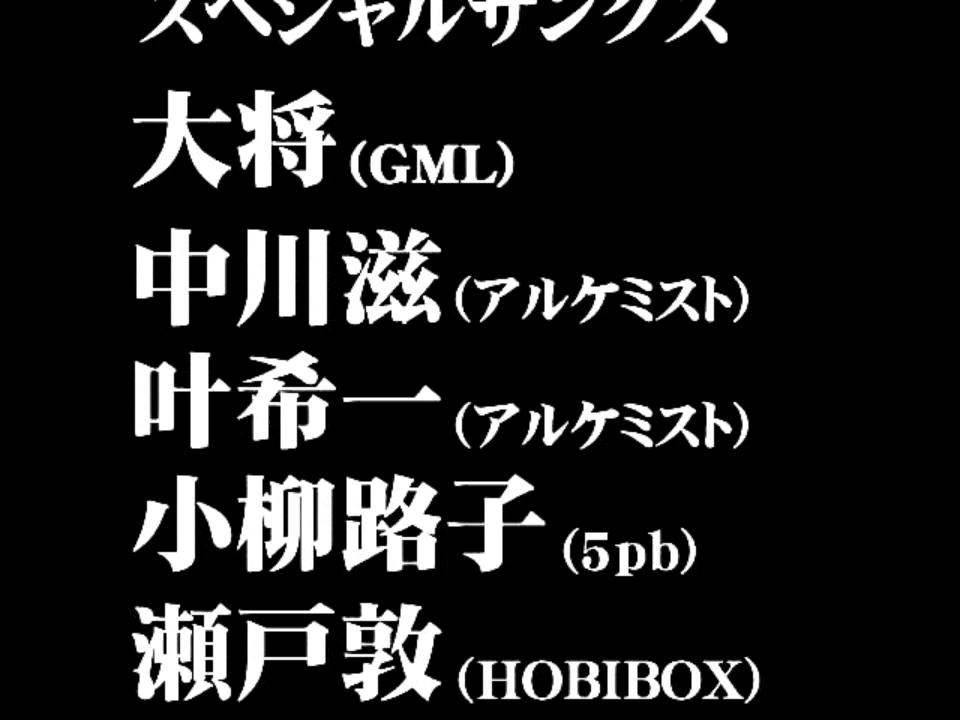 スペシャルサンクス
大将 (GML)
中川滋 (アルケミスト)
叶希一 (アルケミスト)
小柳路子 (5pb)
瀬戸敦 (HOBIBOX)